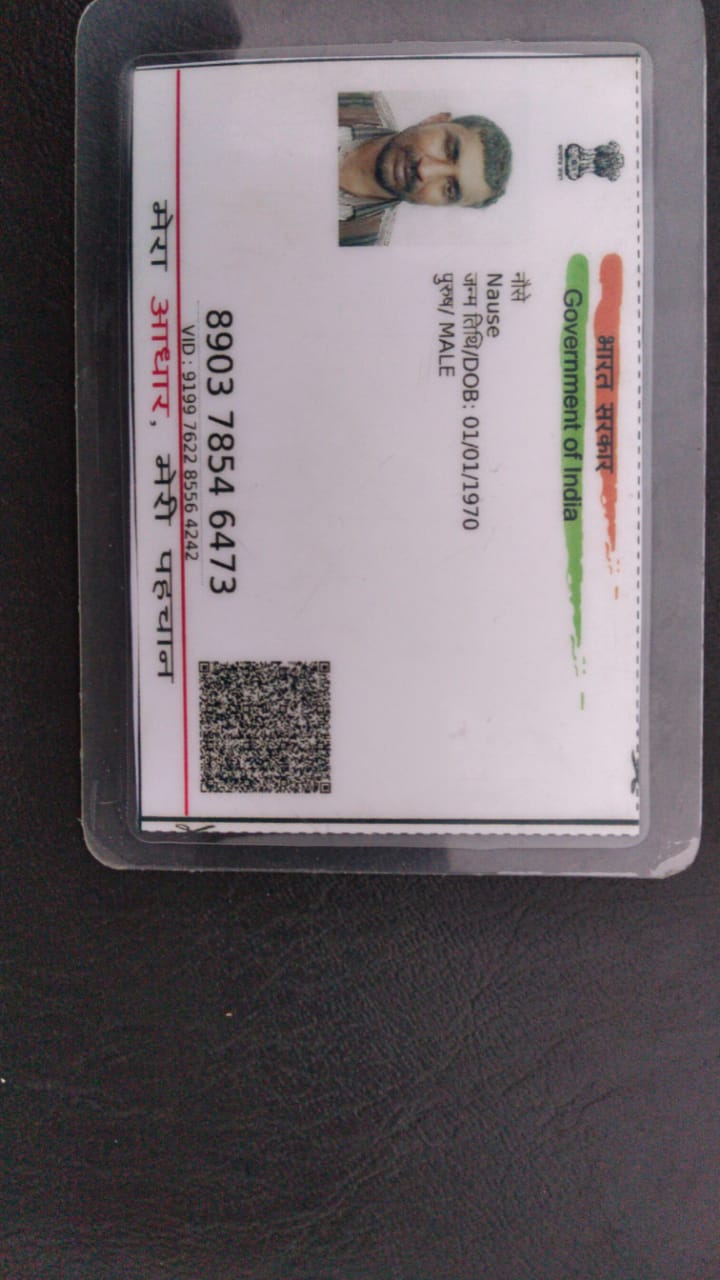 भारत सरकार
Government of India
नौसे
Nause
जन्म तिथि/DOB: 01/01/1970
पुरुष/ MALE
8903 7854 6473
VID : 9199 7622 8556 4242
मेरा आधार, मेरी पहचान